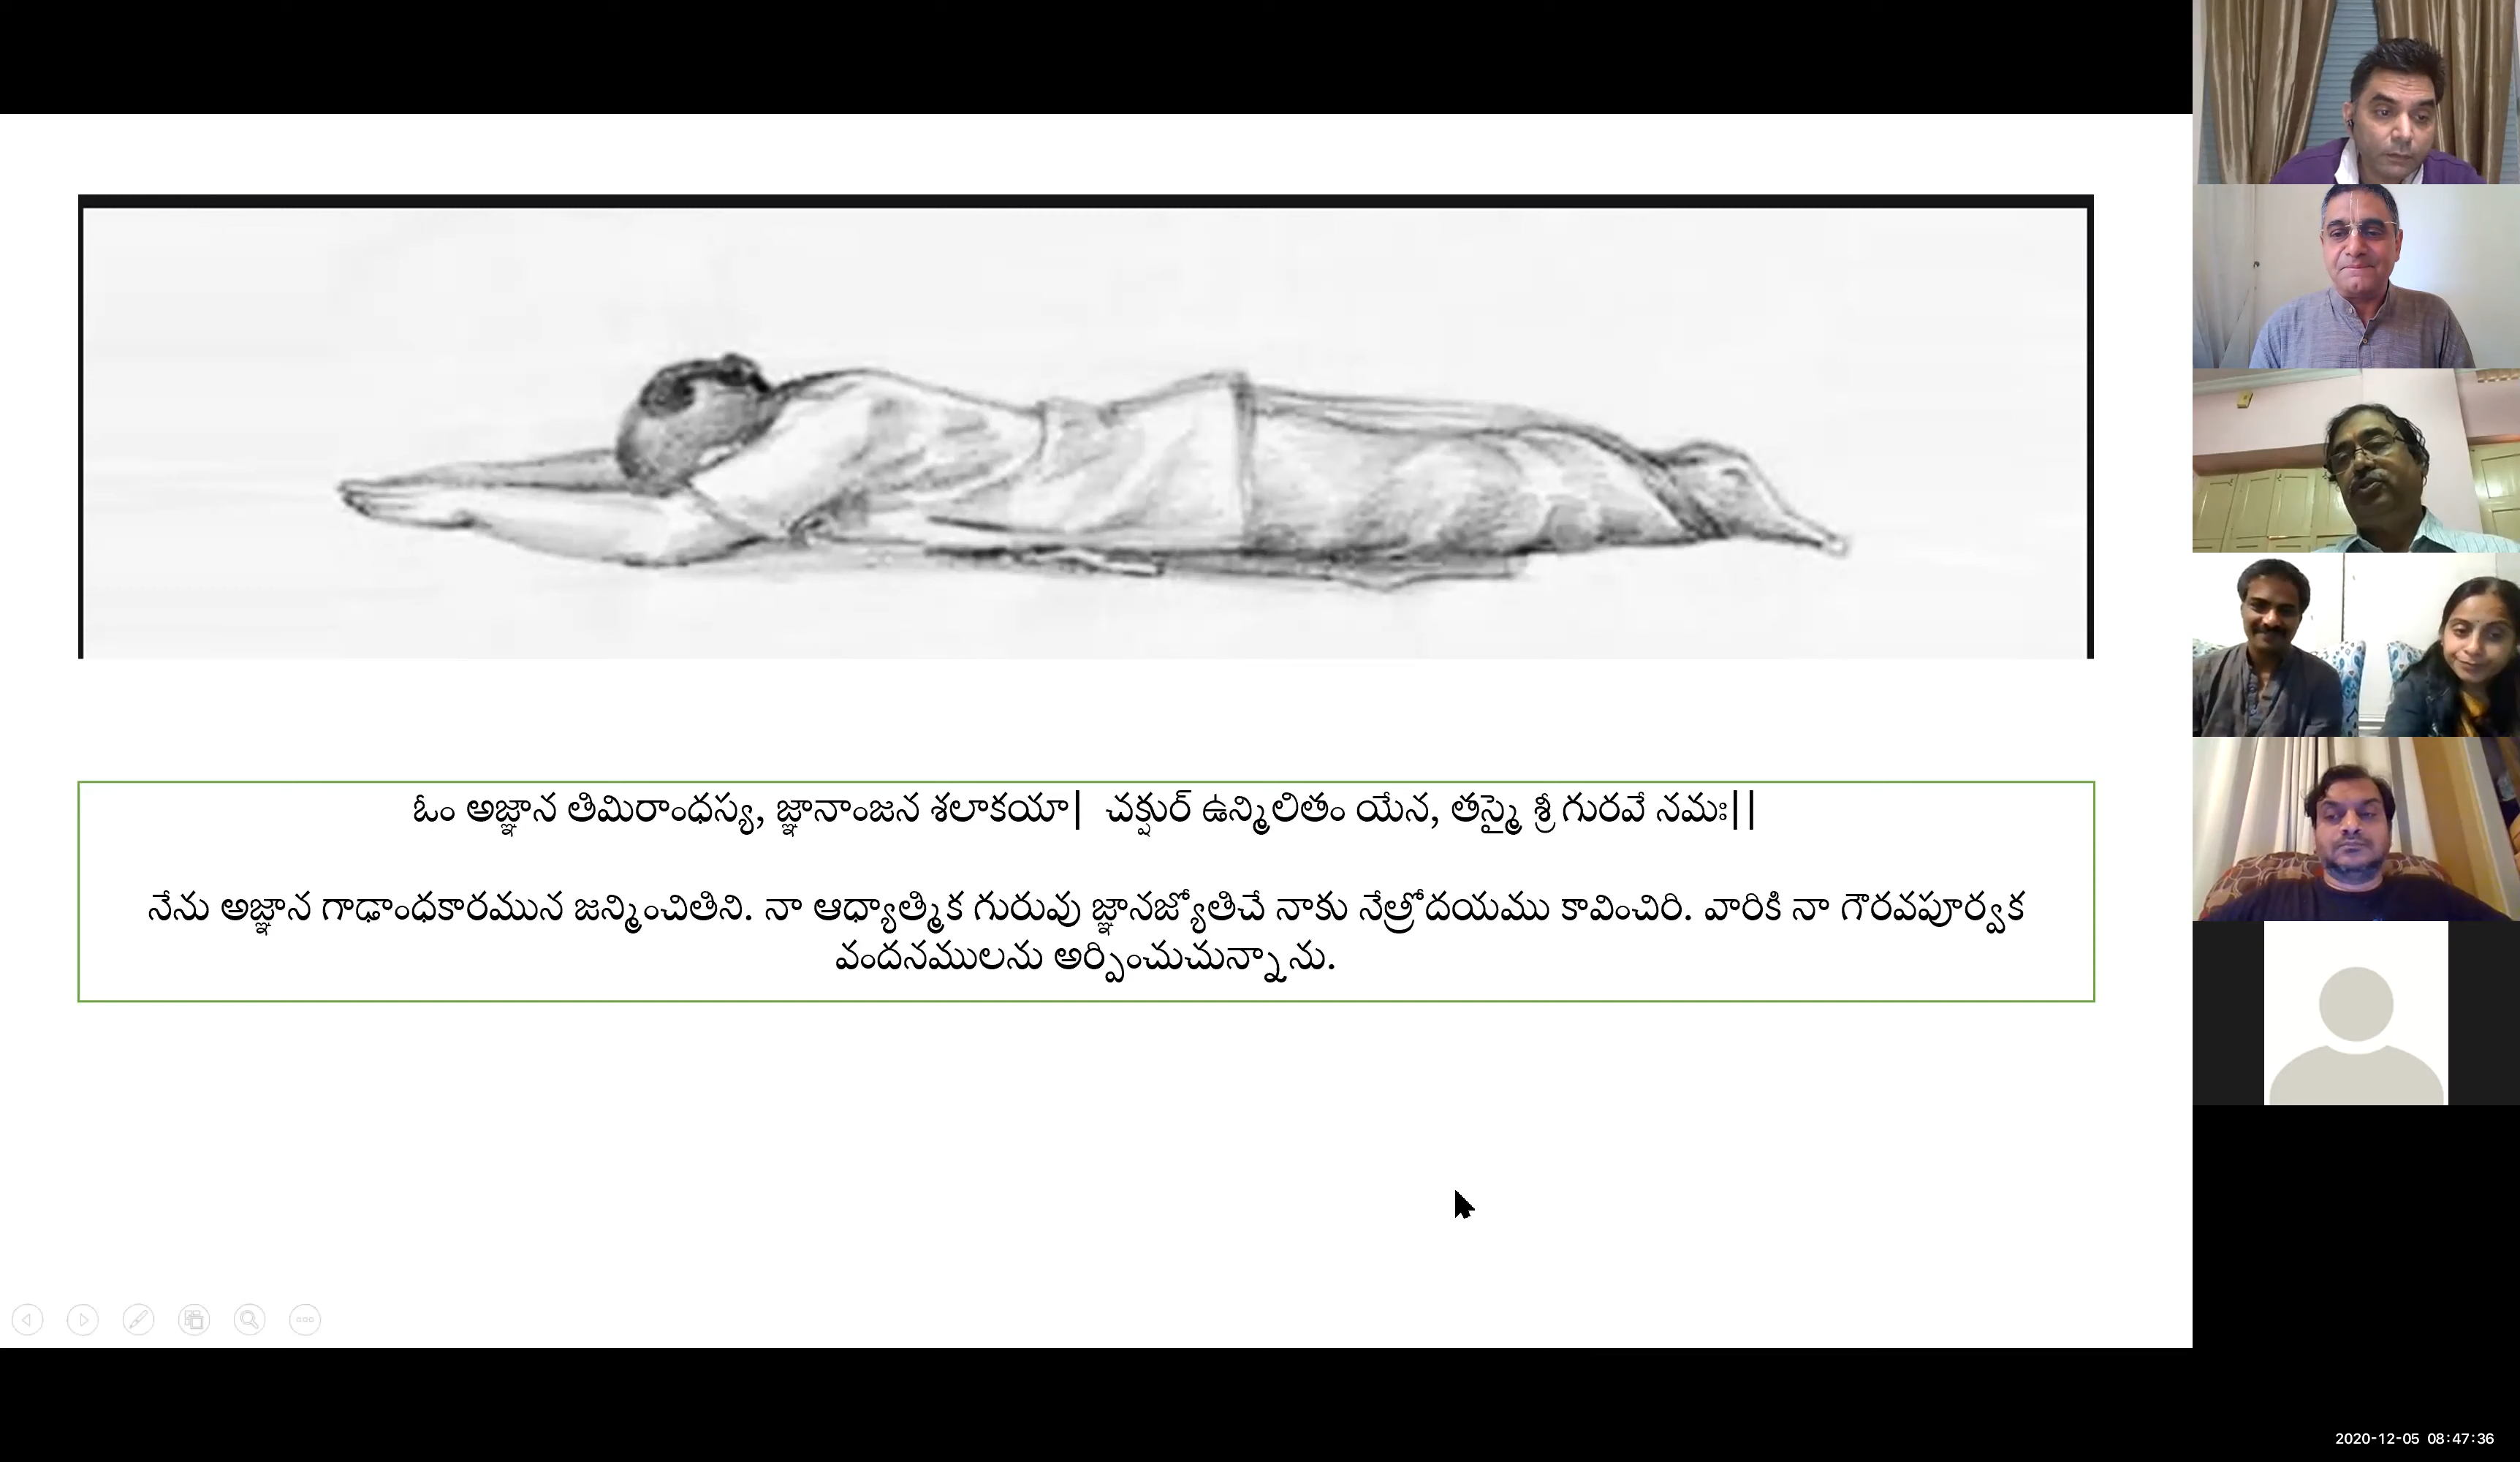 ఓం అజ్ఞాన తిమిరాంధస్య, జ్ఞానాంజన శలాకయా| చక్షుర్ ఉన్మిలితం యేన, తస్మై శ్రీ గురవే నమః||
నేను అజ్ఞాన గాఢాంధకారమున జన్మించితిని. నా ఆధ్యాత్మిక గురువు జ్ఞానజ్యోతిచే నాకు నేత్రోదయము కావించిరి. వారికి నా గౌరవపూర్వక
వందనములను అర్పించుచున్నాను.
2020-12-05 08:47:36